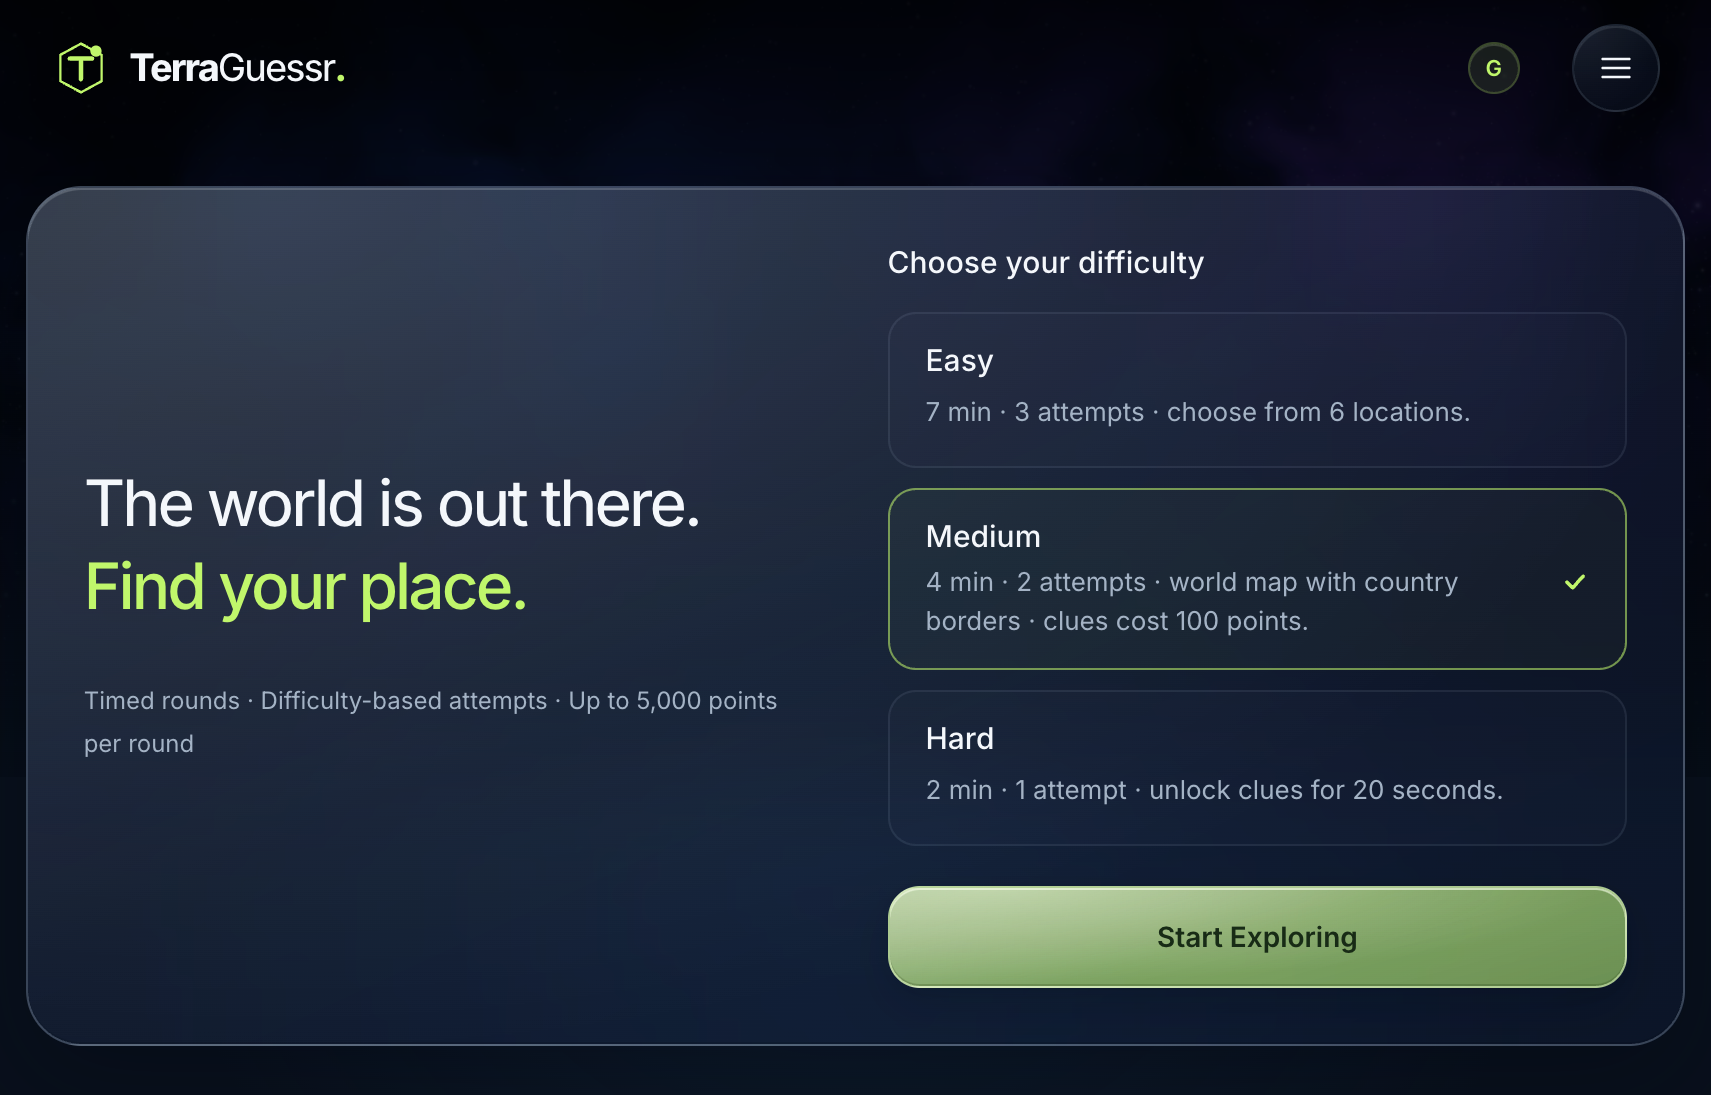 TerraGuessr.
G
The world is out there.
Find your place.
Timed rounds · Difficulty-based attempts · Up to 5,000 points
per round
Choose your difficulty
Easy
7 min · 3 attempts · choose from 6 locations.
Medium
4 min · 2 attempts · world map with country
borders · clues cost 100 points.
Hard
2 min · 1 attempt · unlock clues for 20 seconds.
Start Exploring